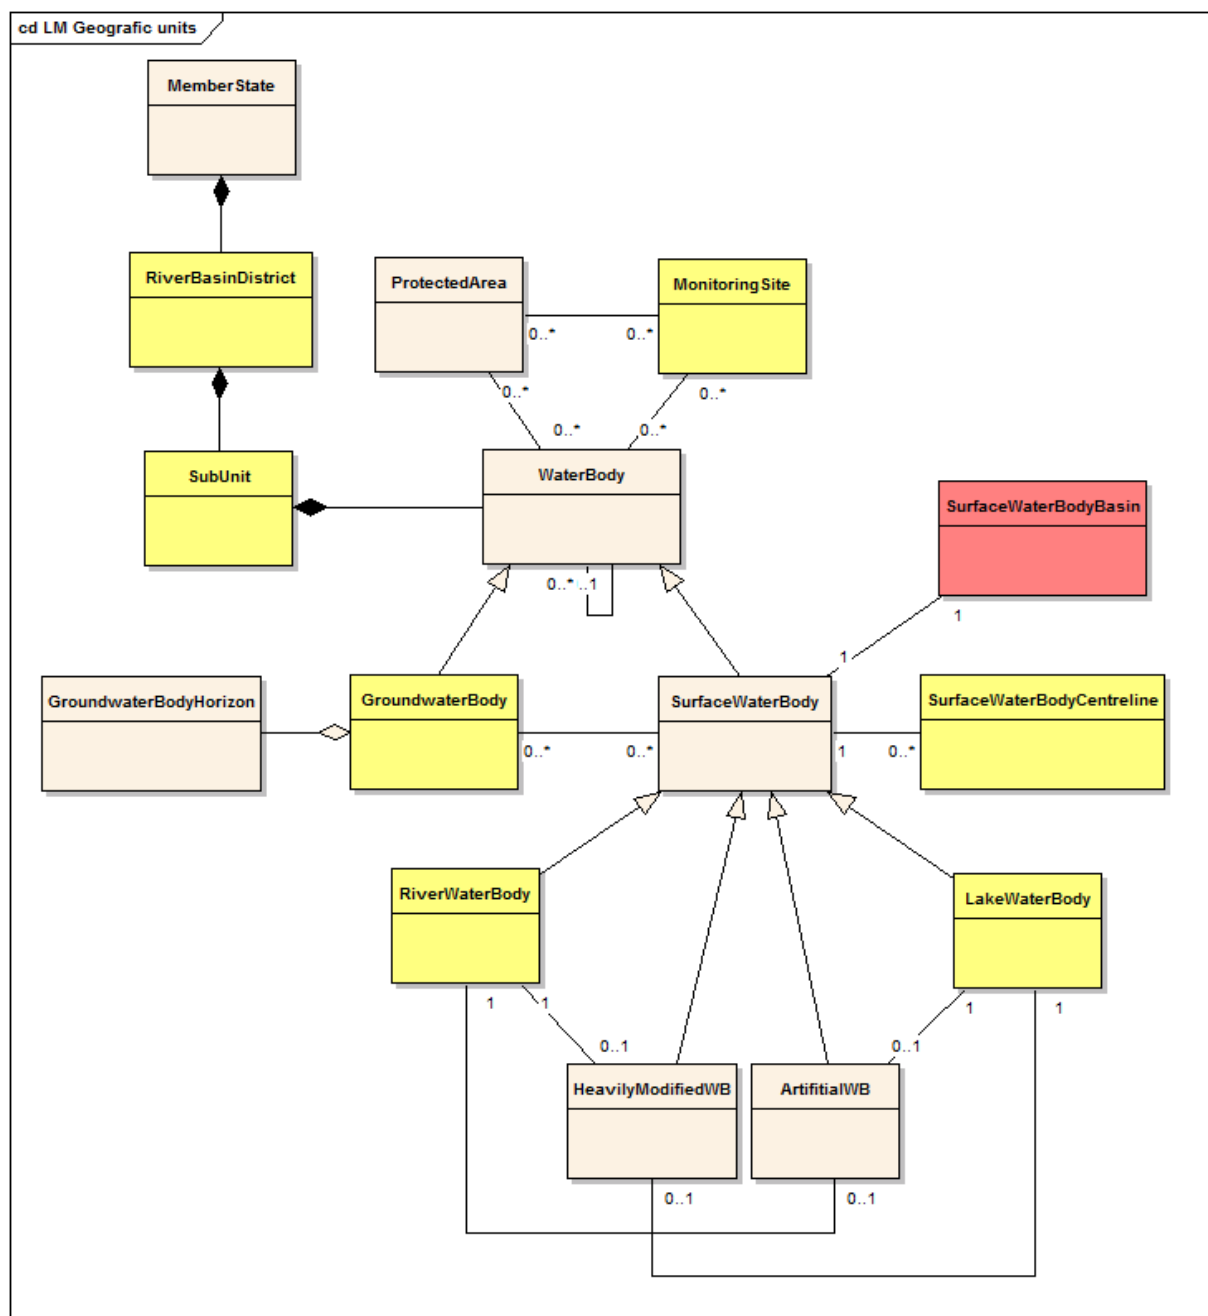 cd LM Geografic units
MemberState
RiverBasinDistrict
ProtectedArea
MonitoringSite
0..*
0..*
0..*
0..*
0..*
0..*
SubUnit
WaterBody
SurfaceWaterBodyBasin
0..*
..1
1
1
GroundwaterBodyHorizon
GroundwaterBody
SurfaceWaterBody
SurfaceWaterBodyCentreline
0..*
0..*
1
0..*
RiverWaterBody
LakeWaterBody
1
1
1
1
0..1
0..1
HeavilyModifiedWB
ArtifitialWB
0..1
0..1